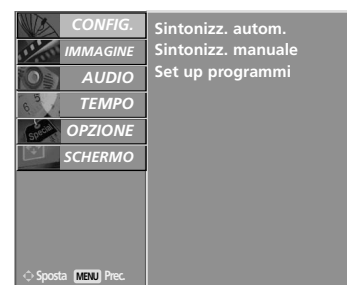 CONFIG.
IMMAGINE
AUDIO
TEMPO
OPZIONE
SCHERMO
Sintonizz. autom.
Sintonizz. manuale
Set up programmi
Sposta MENU Prec.